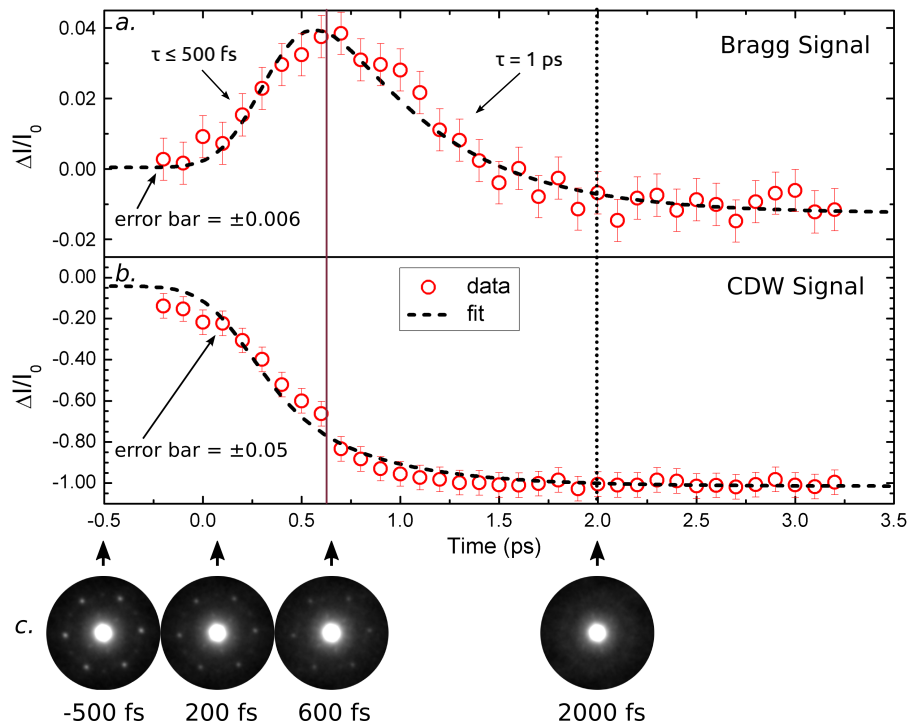 a.
Bragg Signal
τ ≤ 500 fs
τ = 1 ps
error bar = ±0.006
0.04
0.02
0.00
-0.02
ΔI/I0
b.
CDW Signal
data
fit
error bar = ±0.05
0.00
-0.20
-0.40
-0.60
-0.80
-1.00
ΔI/I0
-0.5 0.0 0.5 1.0 1.5 2.0 2.5 3.0 3.5
Time (ps)
c.
-500 fs 200 fs 600 fs 2000 fs